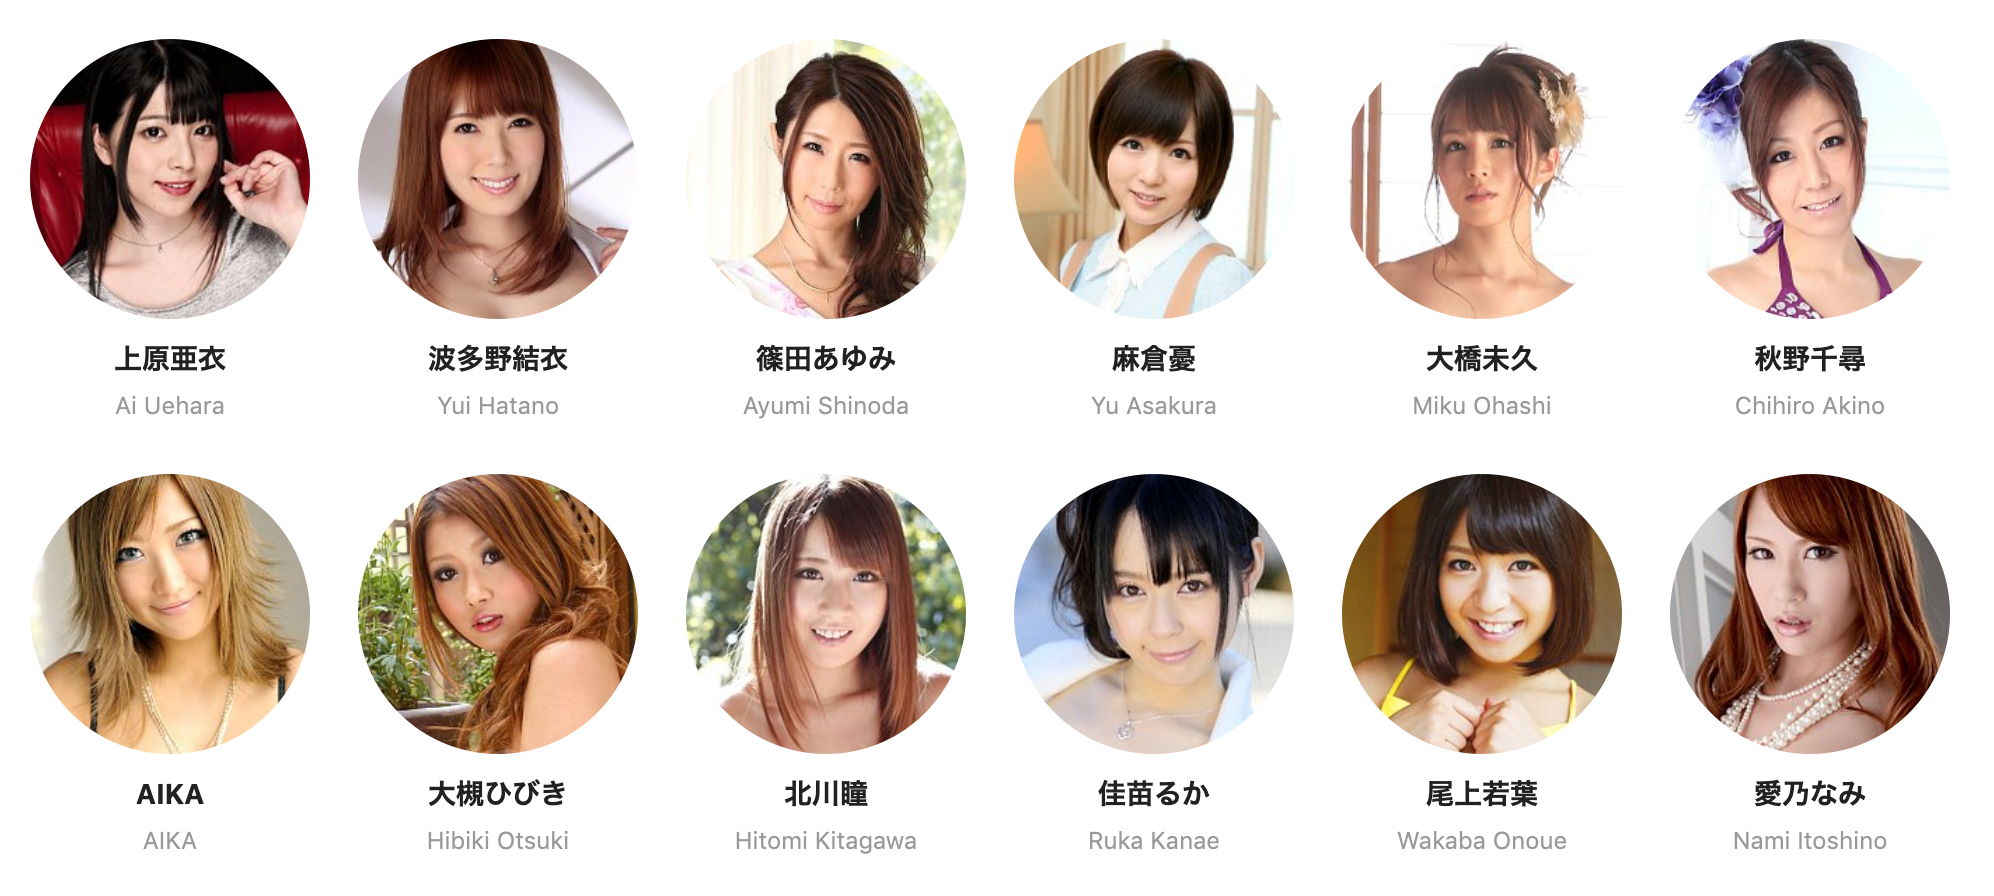 上原亜衣
Ai Uehara
波多野結衣
Yui Hatano
篠田あゆみ
Ayumi Shinoda
麻倉憂
Yu Asakura
大橋未久
Miku Ohashi
秋野千尋
Chihiro Akino
AIKA
AIKA
大槻ひびき
Hibiki Otsuki
北川瞳
Hitomi Kitagawa
佳苗るか
Ruka Kanae
尾上若葉
Wakaba Onoue
愛乃なみ
Nami Itoshino